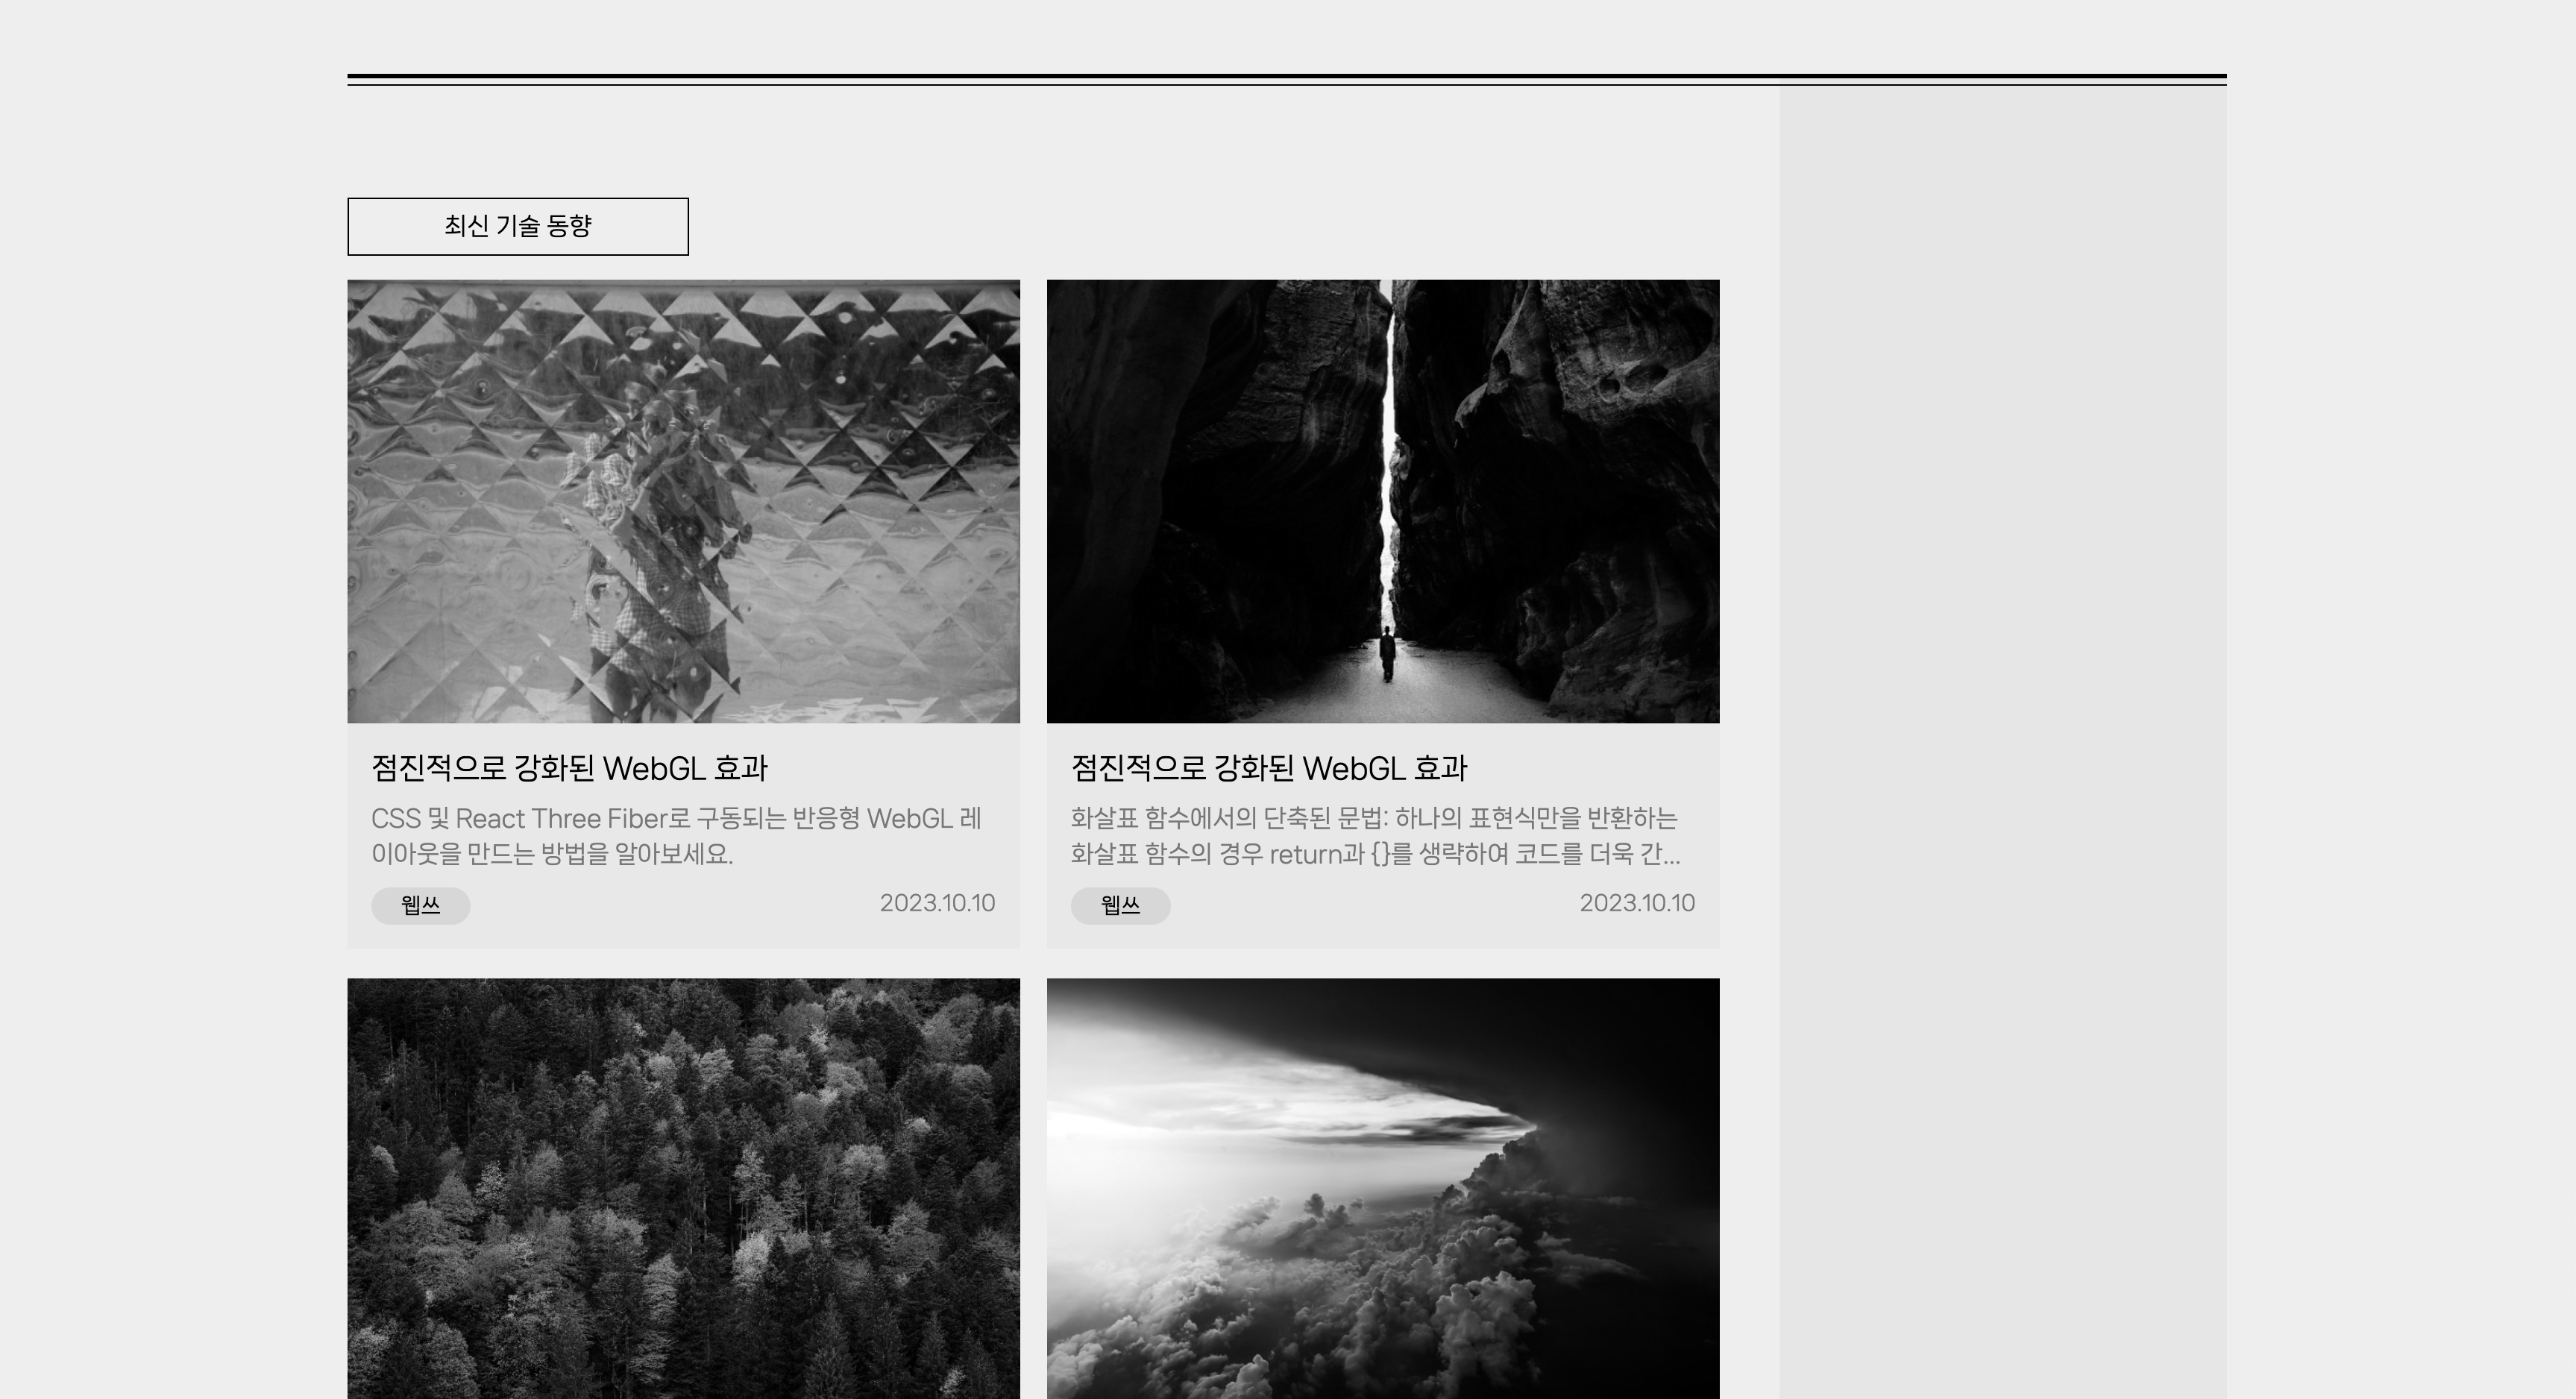 최신 기술 동향
점진적으로 강화된 WebGL 효과
CSS 및 React Three Fiber로 구동되는 반응형 WebGL 레
이아웃을 만드는 방법을 알아보세요.
웹쓰
2023.10.10
점진적으로 강화된 WebGL 효과
화살표 함수에서의 단축된 문법: 하나의 표현식만을 반환하는
화살표 함수의 경우 return과 {}를 생략하여 코드를 더욱 간...
웹쓰
2023.10.10